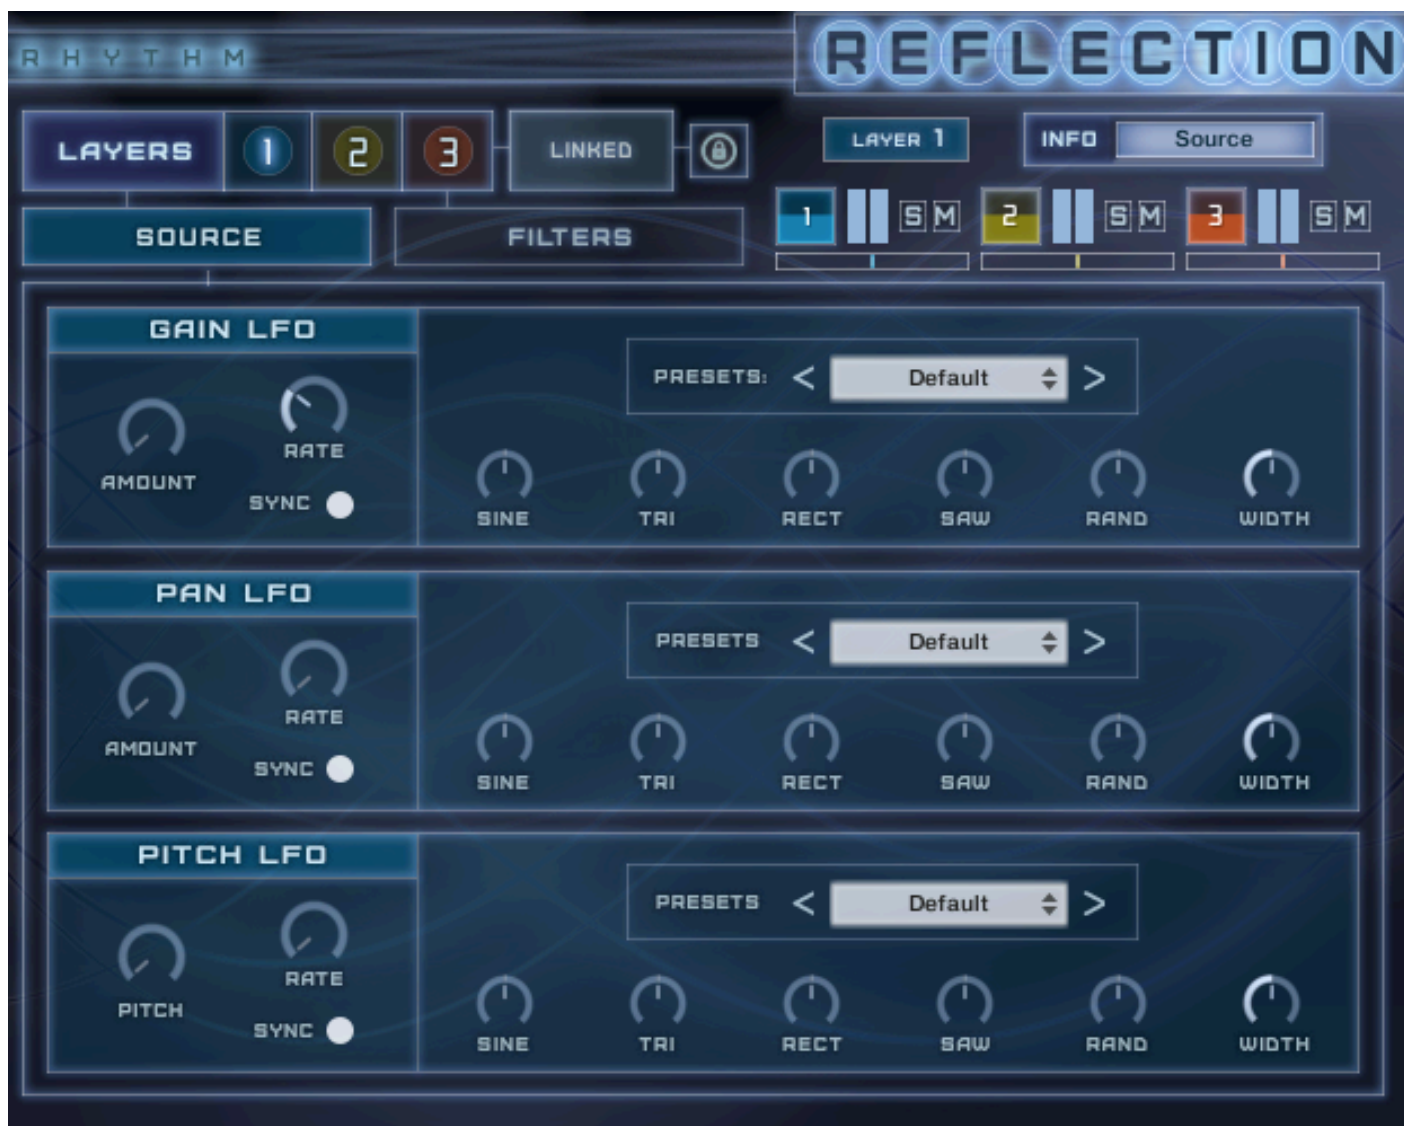 RHYTHM
REFLECTION
LAYERS 1 2 3 LINKED
LAYER 1
INFO Source
SOURCE FILTERS
1 S M 2 S M 3 S M
GAIN LFO
PRESETS: < Default >
RATE
AMOUNT
SYNC
SINE TRI RECT SAW RAND WIDTH
PAN LFO
PRESETS < Default >
RATE
AMOUNT
SYNC
SINE TRI RECT SAW RAND WIDTH
PITCH LFO
PRESETS < Default >
RATE
PITCH
SYNC
SINE TRI RECT SAW RAND WIDTH